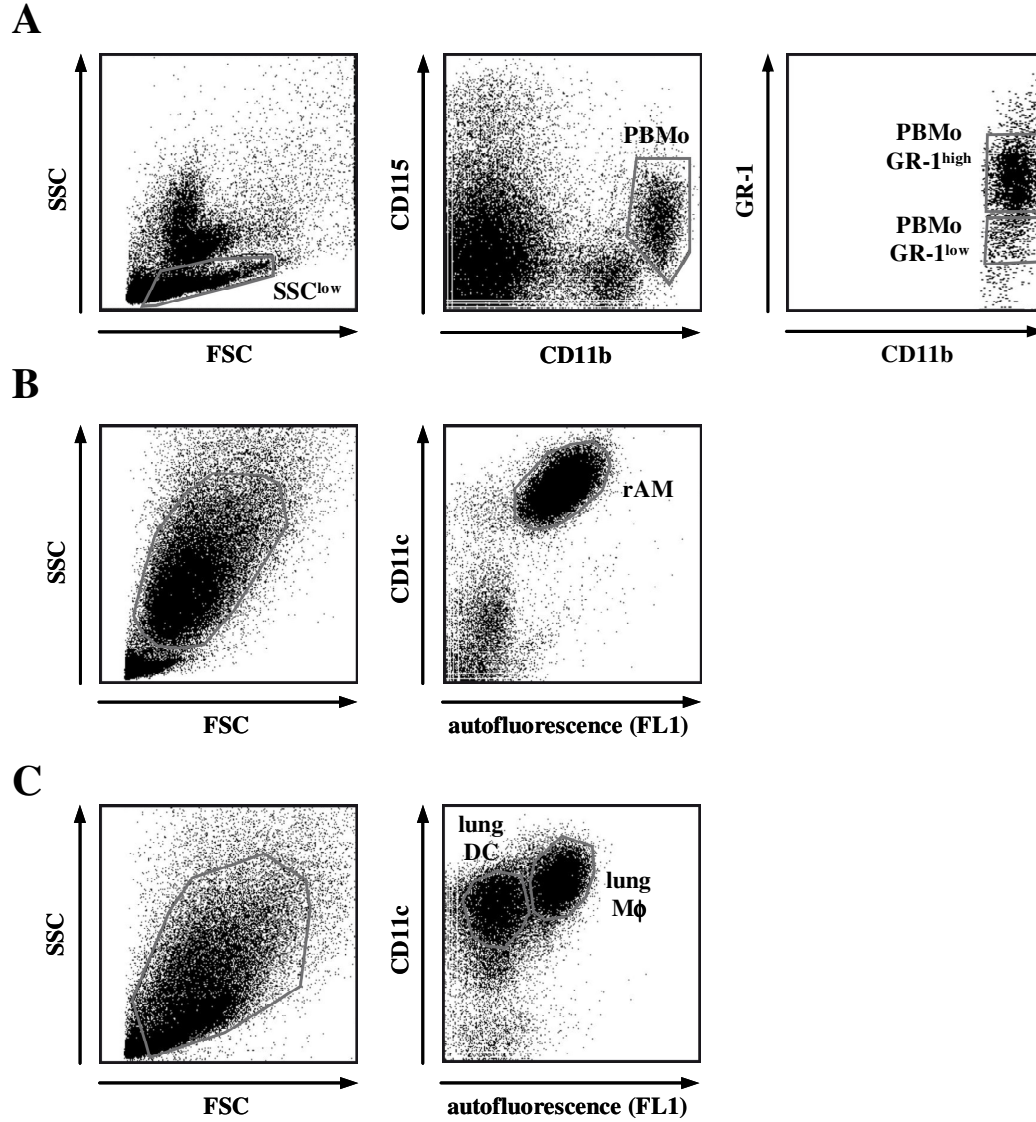 A
SSC
SSClow
FSC
CD115
PBMo
CD11b
GR-1
PBMo
GR-1high
PBMo
GR-1low
CD11b
B
SSC
FSC
CD11c
rAM
autofluorescence (FL1)
C
SSC
FSC
CD11c
lung
DC
lung
Mϕ
autofluorescence (FL1)